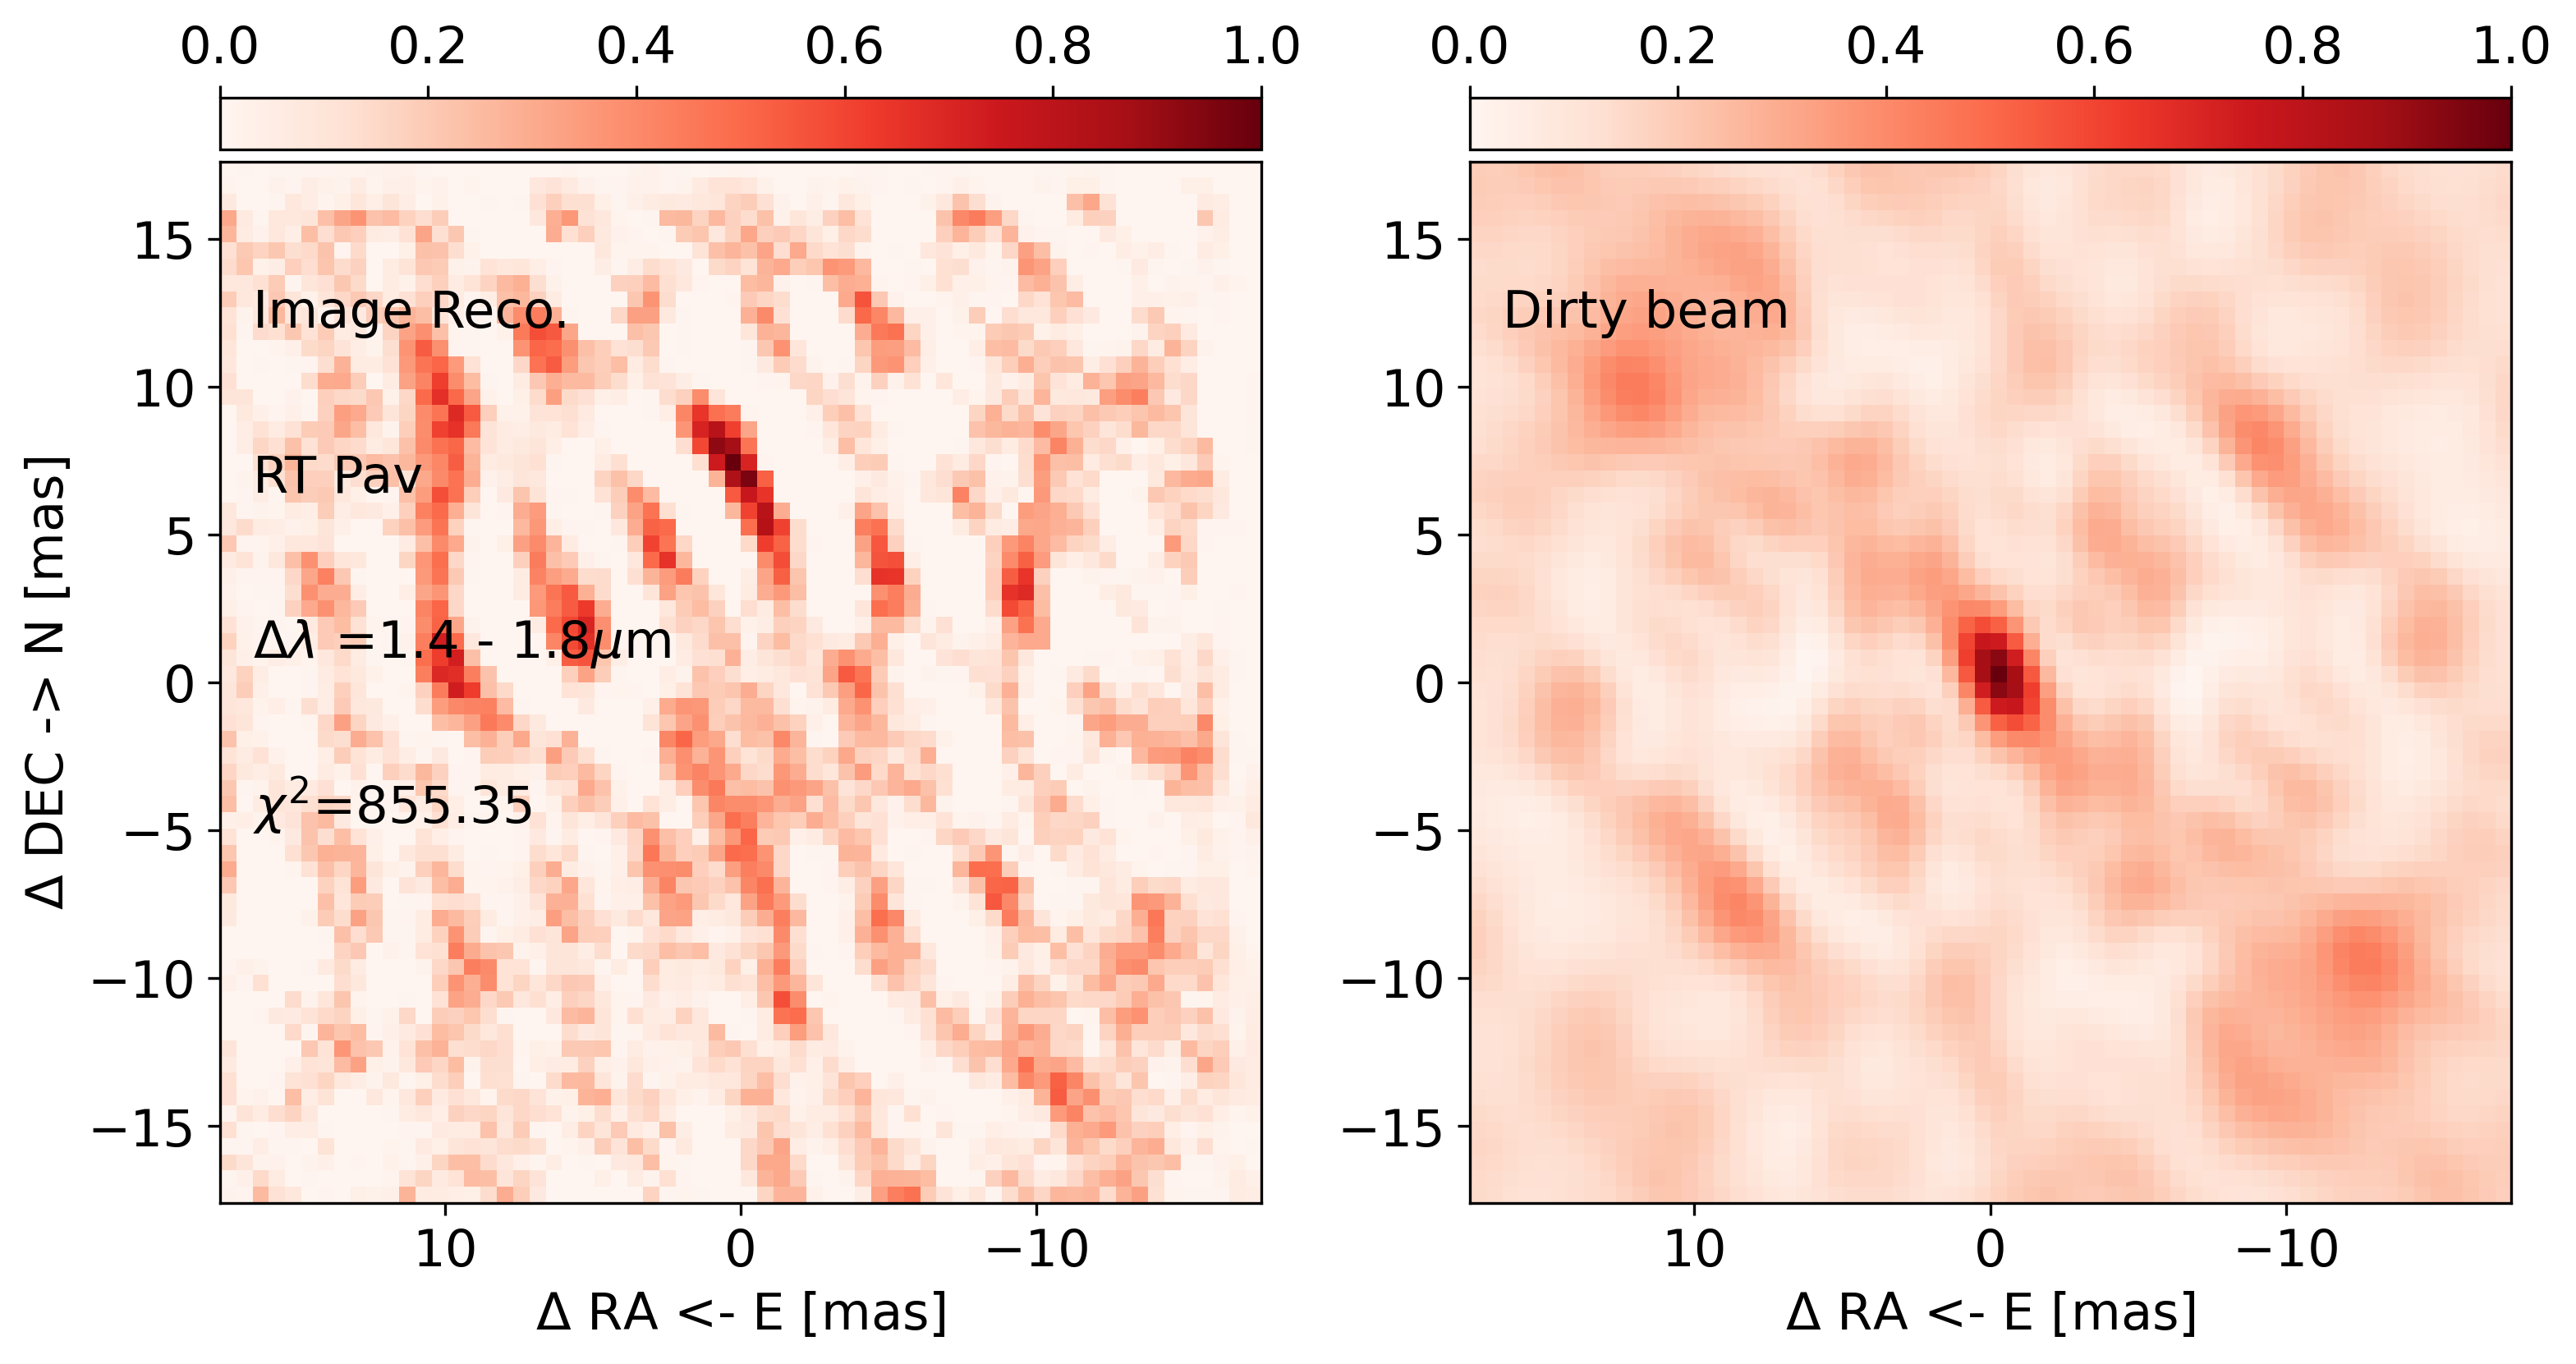 0.0 0.2 0.4 0.6 0.8 1.0
0.0 0.2 0.4 0.6 0.8 1.0
Δ DEC -> N [mas]
15
10
5
0
−5
−10
−15
Image Reco.
RT Pav
Δλ =1.4 - 1.8μm
χ²=855.35
10 0 −10
Δ RA <- E [mas]
15
10
5
0
−5
−10
−15
Dirty beam
10 0 −10
Δ RA <- E [mas]